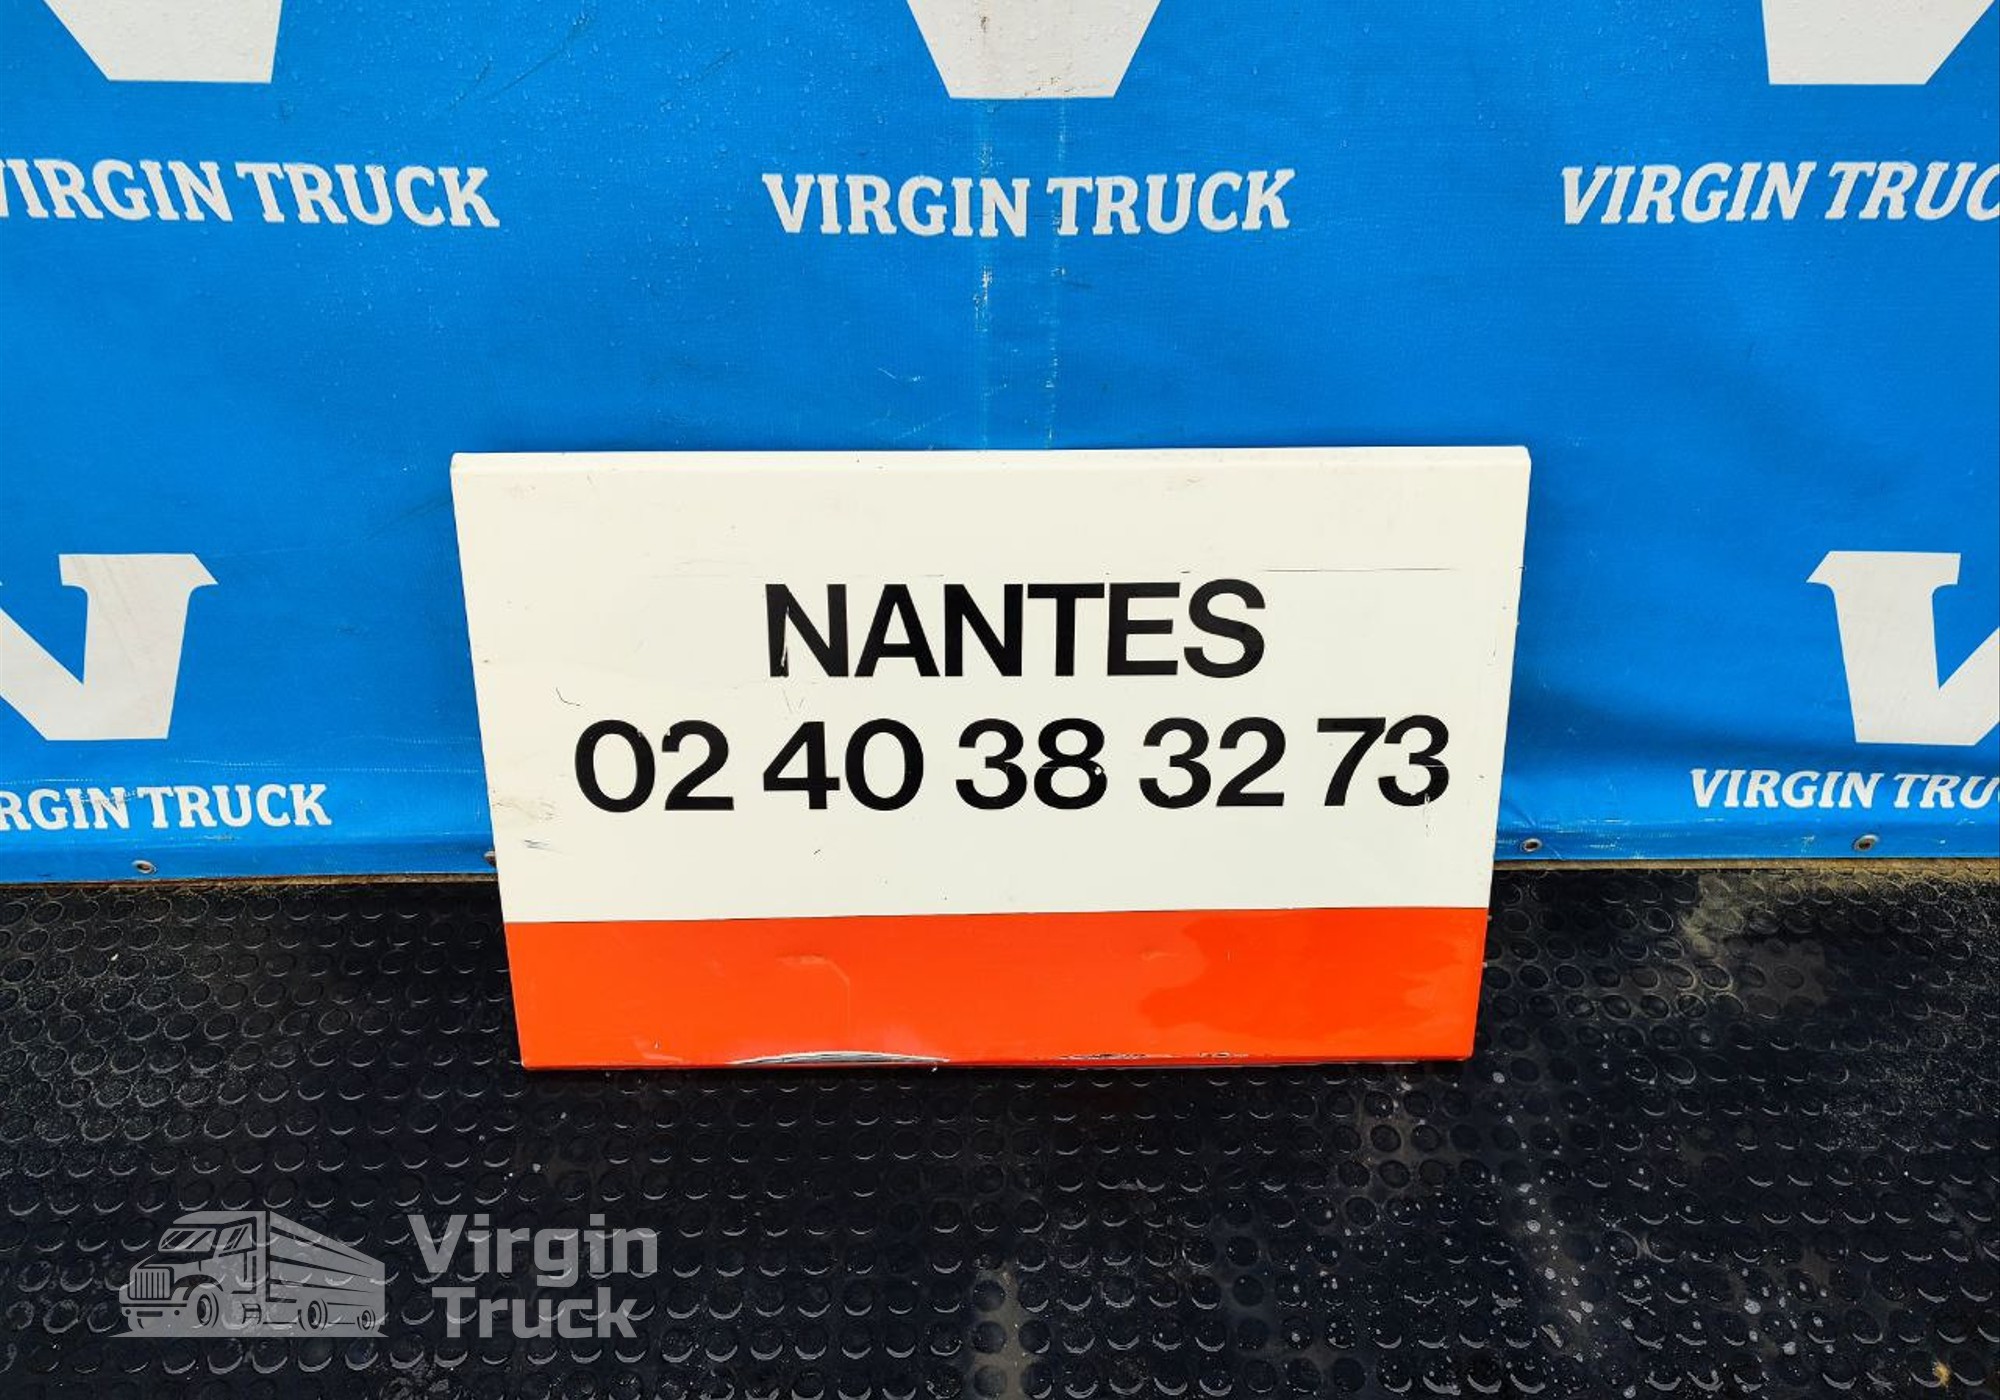 VIRGIN TRUCK
VIRGIN TRUCK
VIRGIN TRUC
NANTES
02 40 38 32 73
RGIN TRUCK
VIRGIN TRU
Virgin
Truck